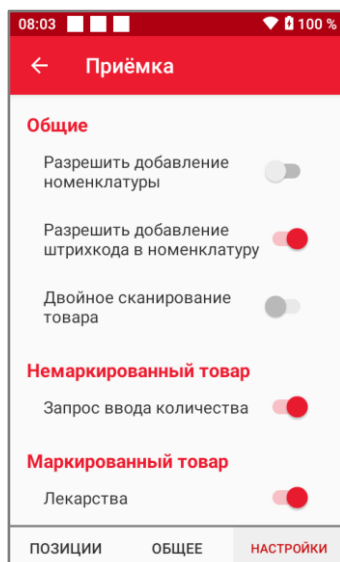 08:03 100 %
Приёмка
Общие
Разрешить добавление
номенклатуры
Разрешить добавление
штрихкода в номенклатуру
Двойное сканирование
товара
Немаркированный товар
Запрос ввода количества
Маркированный товар
Лекарства
ПОЗИЦИИ ОБЩЕЕ НАСТРОЙКИ